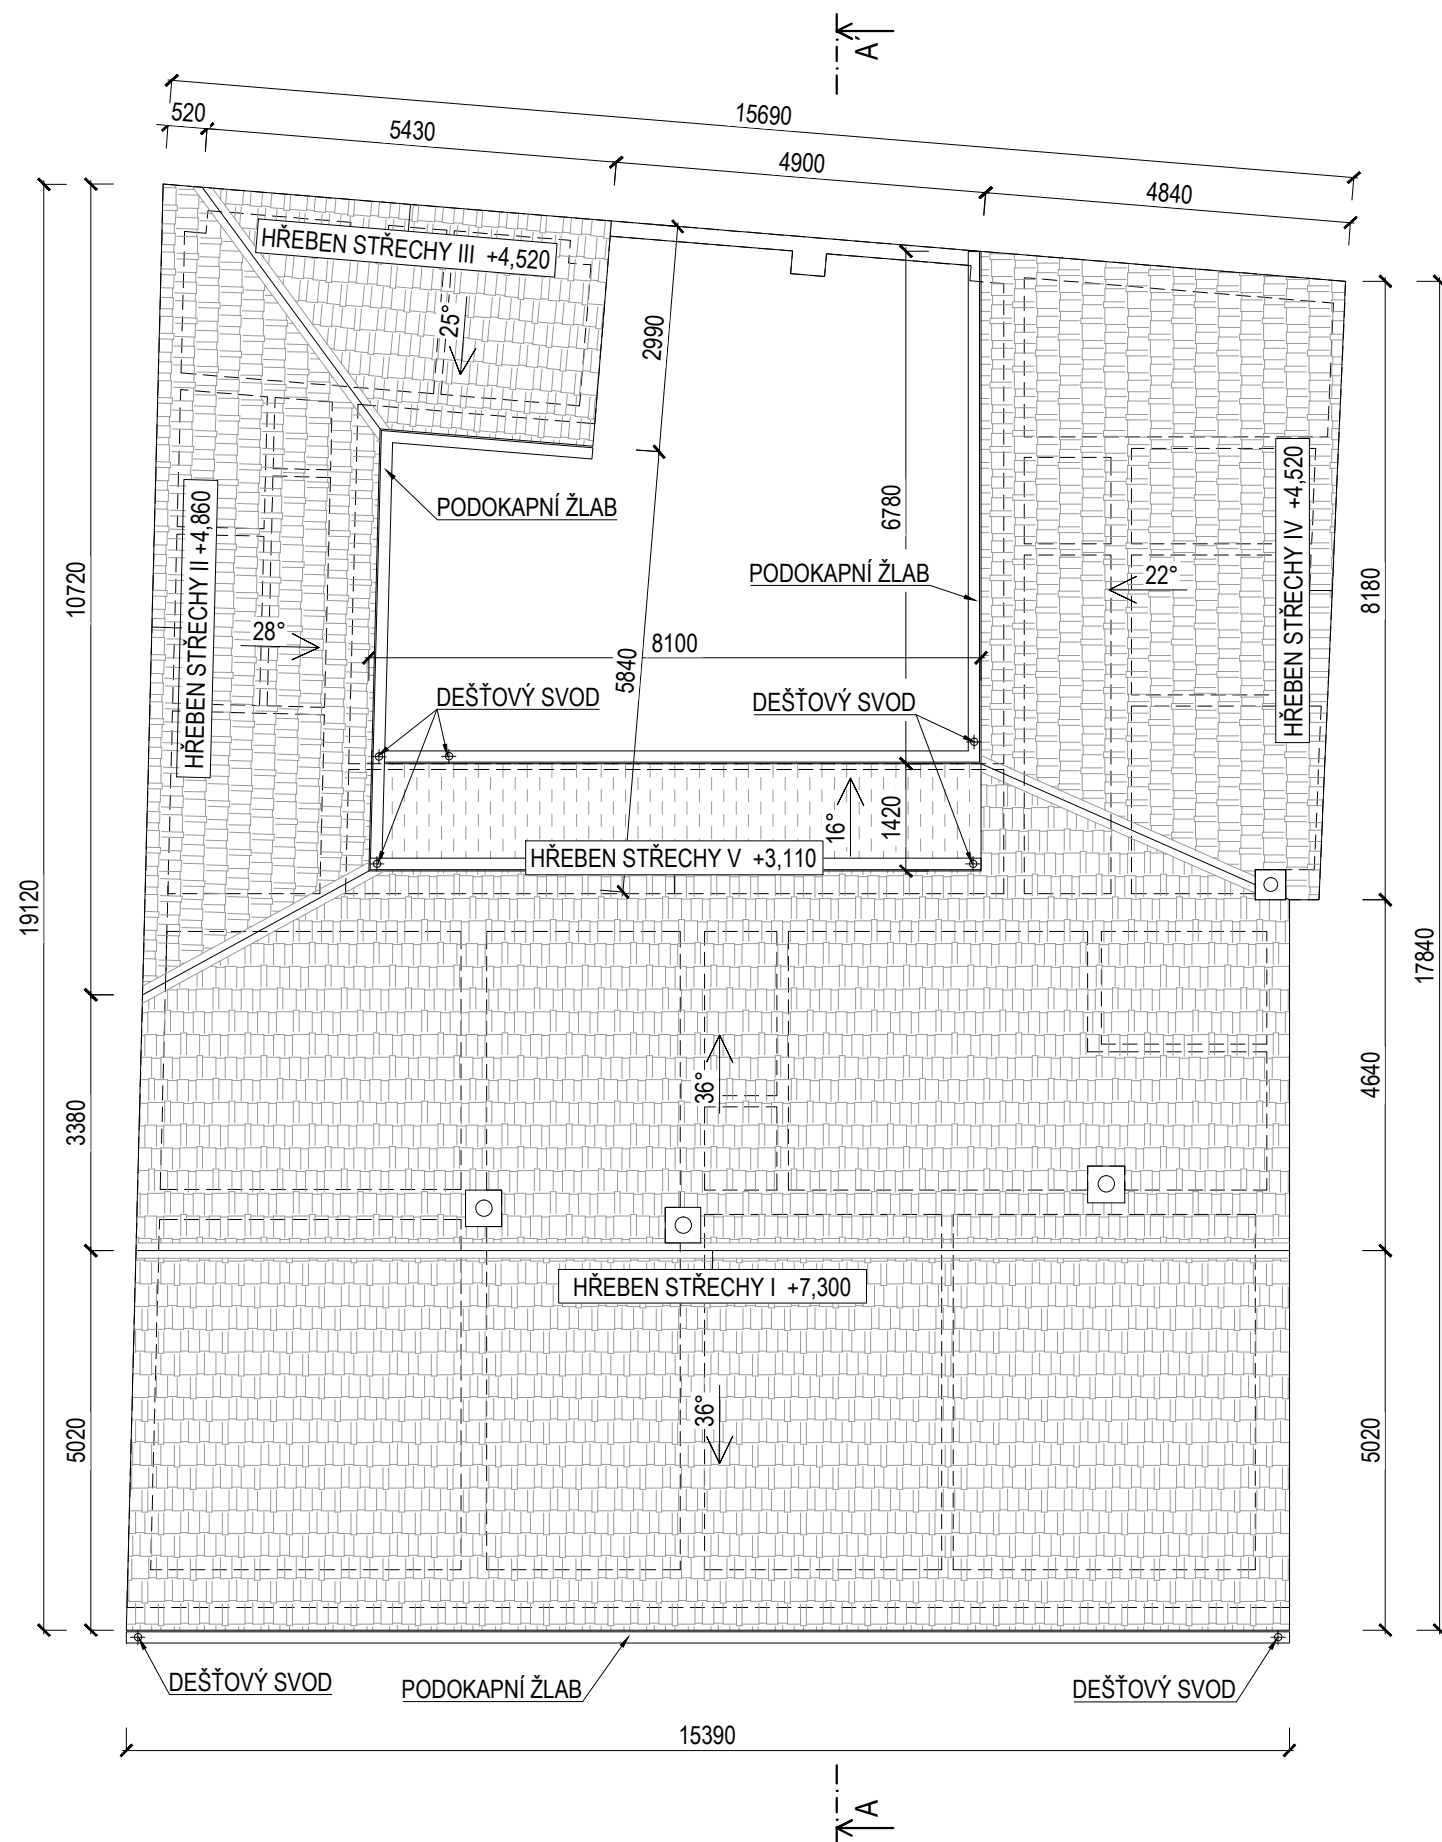 A'
15690
520
5430
4900
4840
HŘEBEN STŘECHY III +4,520
25°
2990
6780
PODOKAPNÍ ŽLAB
PODOKAPNÍ ŽLAB
HŘEBEN STŘECHY II +4,860
HŘEBEN STŘECHY IV +4,520
22°
28°
10720
8180
8100
5840
DEŠŤOVÝ SVOD
DEŠŤOVÝ SVOD
16°
1420
HŘEBEN STŘECHY V +3,110
19120
17840
3380
36°
4640
HŘEBEN STŘECHY I +7,300
5020
36°
5020
DEŠŤOVÝ SVOD
PODOKAPNÍ ŽLAB
DEŠŤOVÝ SVOD
15390
A